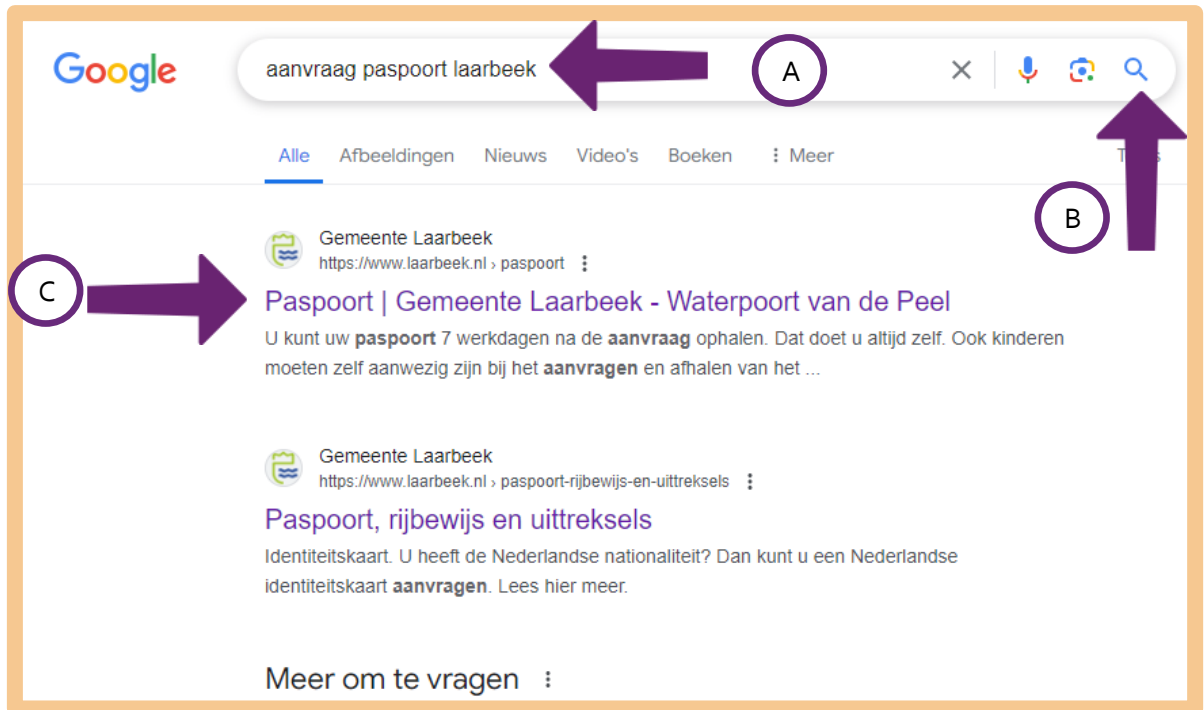 Google
aanvraag paspoort laarbeek
A
Alle Afbeeldingen Nieuws Video's Boeken Meer
B
Gemeente Laarbeek
https://www.laarbeek.nl › paspoort
C
Paspoort | Gemeente Laarbeek - Waterpoort van de Peel
U kunt uw paspoort 7 werkdagen na de aanvraag ophalen. Dat doet u altijd zelf. Ook kinderen
moeten zelf aanwezig zijn bij het aanvragen en afhalen van het ...
Gemeente Laarbeek
https://www.laarbeek.nl › paspoort-rijbewijs-en-uittreksels
Paspoort, rijbewijs en uittreksels
Identiteitskaart. U heeft de Nederlandse nationaliteit? Dan kunt u een Nederlandse
identiteitskaart aanvragen. Lees hier meer.
Meer om te vragen